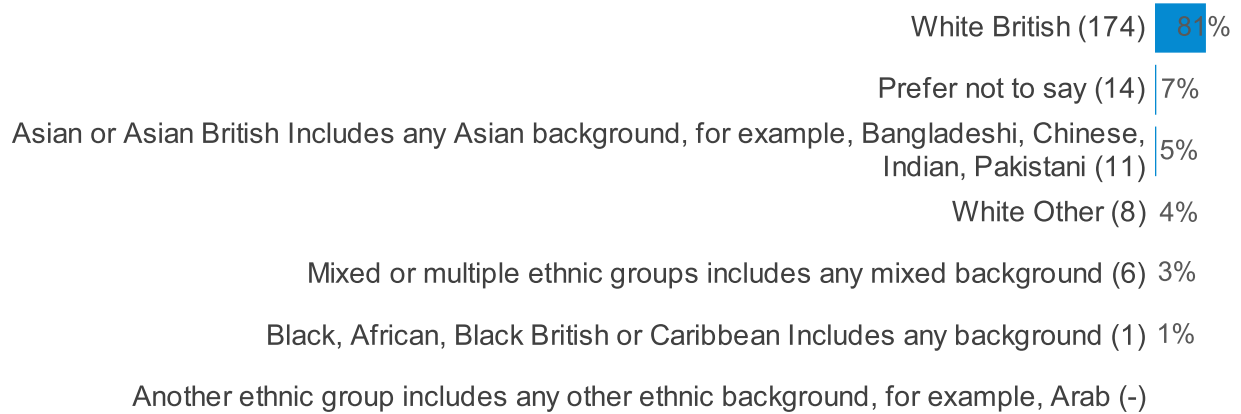 White British (174) 81%
Prefer not to say (14) 7%
Asian or Asian British Includes any Asian background, for example, Bangladeshi, Chinese,
Indian, Pakistani (11) 5%
White Other (8) 4%
Mixed or multiple ethnic groups includes any mixed background (6) 3%
Black, African, Black British or Caribbean Includes any background (1) 1%
Another ethnic group includes any other ethnic background, for example, Arab (-)